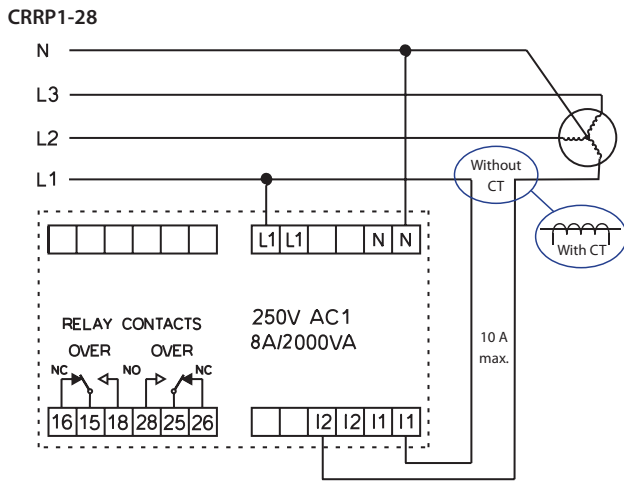 CRRP1-28
N
L3
L2
L1
Without
CT
With CT
L1 L1 N N
RELAY CONTACTS
OVER OVER
NC NO NC
16 15 18 28 25 26
250V AC1
8A/2000VA
10 A
max.
I2 I2 I1 I1